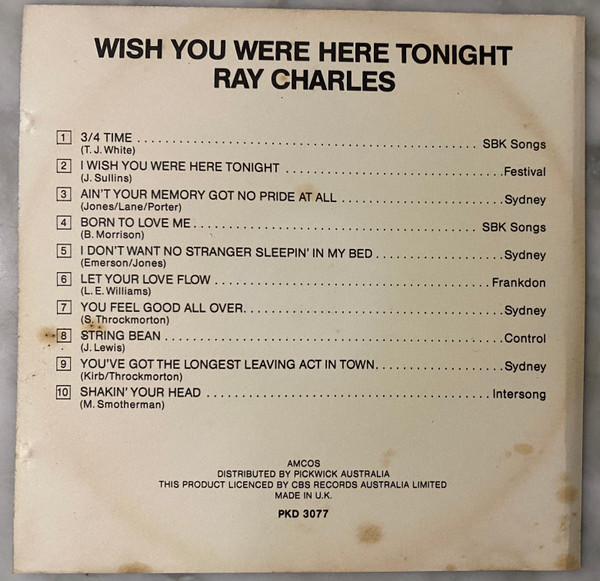 WISH YOU WERE HERE TONIGHT
RAY CHARLES
1 3/4 TIME . . . . . . . . . . . . . . . . . . . . . . . . . . . . . . . . . . . . . . . . SBK Songs
(T. J. White)
2 I WISH YOU WERE HERE TONIGHT . . . . . . . . . . . . . . . . . . . . . . . . . .Festival
(J. Sullins)
3 AIN'T YOUR MEMORY GOT NO PRIDE AT ALL . . . . . . . . . . . . . . . . . . . .Sydney
(Jones/Lane/Porter)
4 BORN TO LOVE ME . . . . . . . . . . . . . . . . . . . . . . . . . . . . . . . . . SBK Songs
(B. Morrison)
5 I DON'T WANT NO STRANGER SLEEPIN' IN MY BED . . . . . . . . . . . . . . . .Sydney
(Emerson/Jones)
6 LET YOUR LOVE FLOW . . . . . . . . . . . . . . . . . . . . . . . . . . . . . . . Frankdon
(L. E. Williams)
7 YOU FEEL GOOD ALL OVER. . . . . . . . . . . . . . . . . . . . . . . . . . . . . . .Sydney
(S. Throckmorton)
8 STRING BEAN . . . . . . . . . . . . . . . . . . . . . . . . . . . . . . . . . . . . . . Control
(J. Lewis)
9 YOU'VE GOT THE LONGEST LEAVING ACT IN TOWN. . . . . . . . . . . . . . . .Sydney
(Kirb/Throckmorton)
10 SHAKIN' YOUR HEAD . . . . . . . . . . . . . . . . . . . . . . . . . . . . . . . . Intersong
(M. Smotherman)
AMCOS
DISTRIBUTED BY PICKWICK AUSTRALIA
THIS PRODUCT LICENCED BY CBS RECORDS AUSTRALIA LIMITED
MADE IN U.K.
PKD 3077